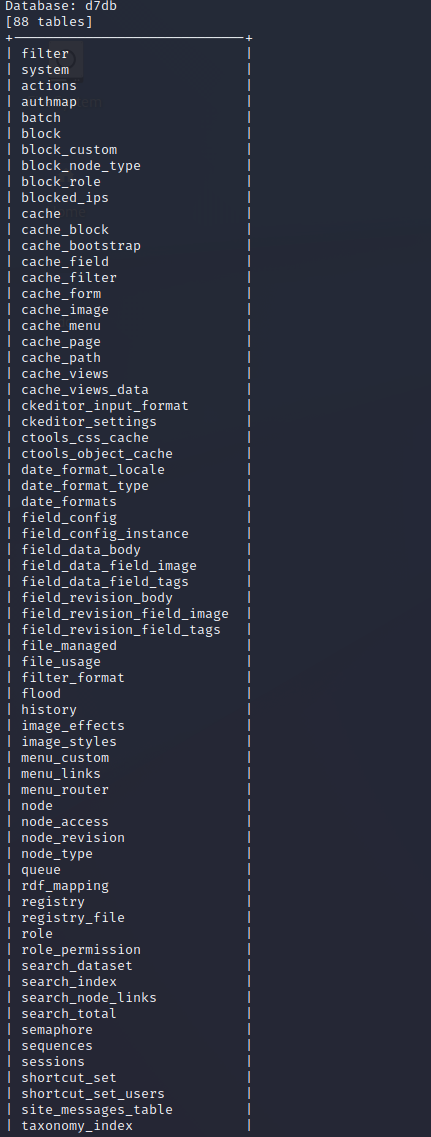 Database: d7db
[88 tables]
+-----------------------------+
| filter |
| system |
| actions |
| authmap |
| batch |
| block |
| block_custom |
| block_node_type |
| block_role |
| blocked_ips |
| cache |
| cache_block |
| cache_bootstrap |
| cache_field |
| cache_filter |
| cache_form |
| cache_image |
| cache_menu |
| cache_page |
| cache_path |
| cache_views |
| cache_views_data |
| ckeditor_input_format |
| ckeditor_settings |
| ctools_css_cache |
| ctools_object_cache |
| date_format_locale |
| date_format_type |
| date_formats |
| field_config |
| field_config_instance |
| field_data_body |
| field_data_field_image |
| field_data_field_tags |
| field_revision_body |
| field_revision_field_image |
| field_revision_field_tags |
| file_managed |
| file_usage |
| filter_format |
| flood |
| history |
| image_effects |
| image_styles |
| menu_custom |
| menu_links |
| menu_router |
| node |
| node_access |
| node_revision |
| node_type |
| queue |
| rdf_mapping |
| registry |
| registry_file |
| role |
| role_permission |
| search_dataset |
| search_index |
| search_node_links |
| search_total |
| semaphore |
| sequences |
| sessions |
| shortcut_set |
| shortcut_set_users |
| site_messages_table |
| taxonomy_index |